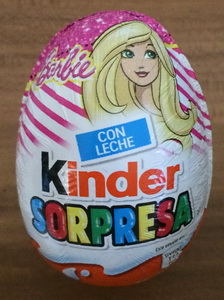 Barbie
CON
LECHE
Kinder
SORPRESA